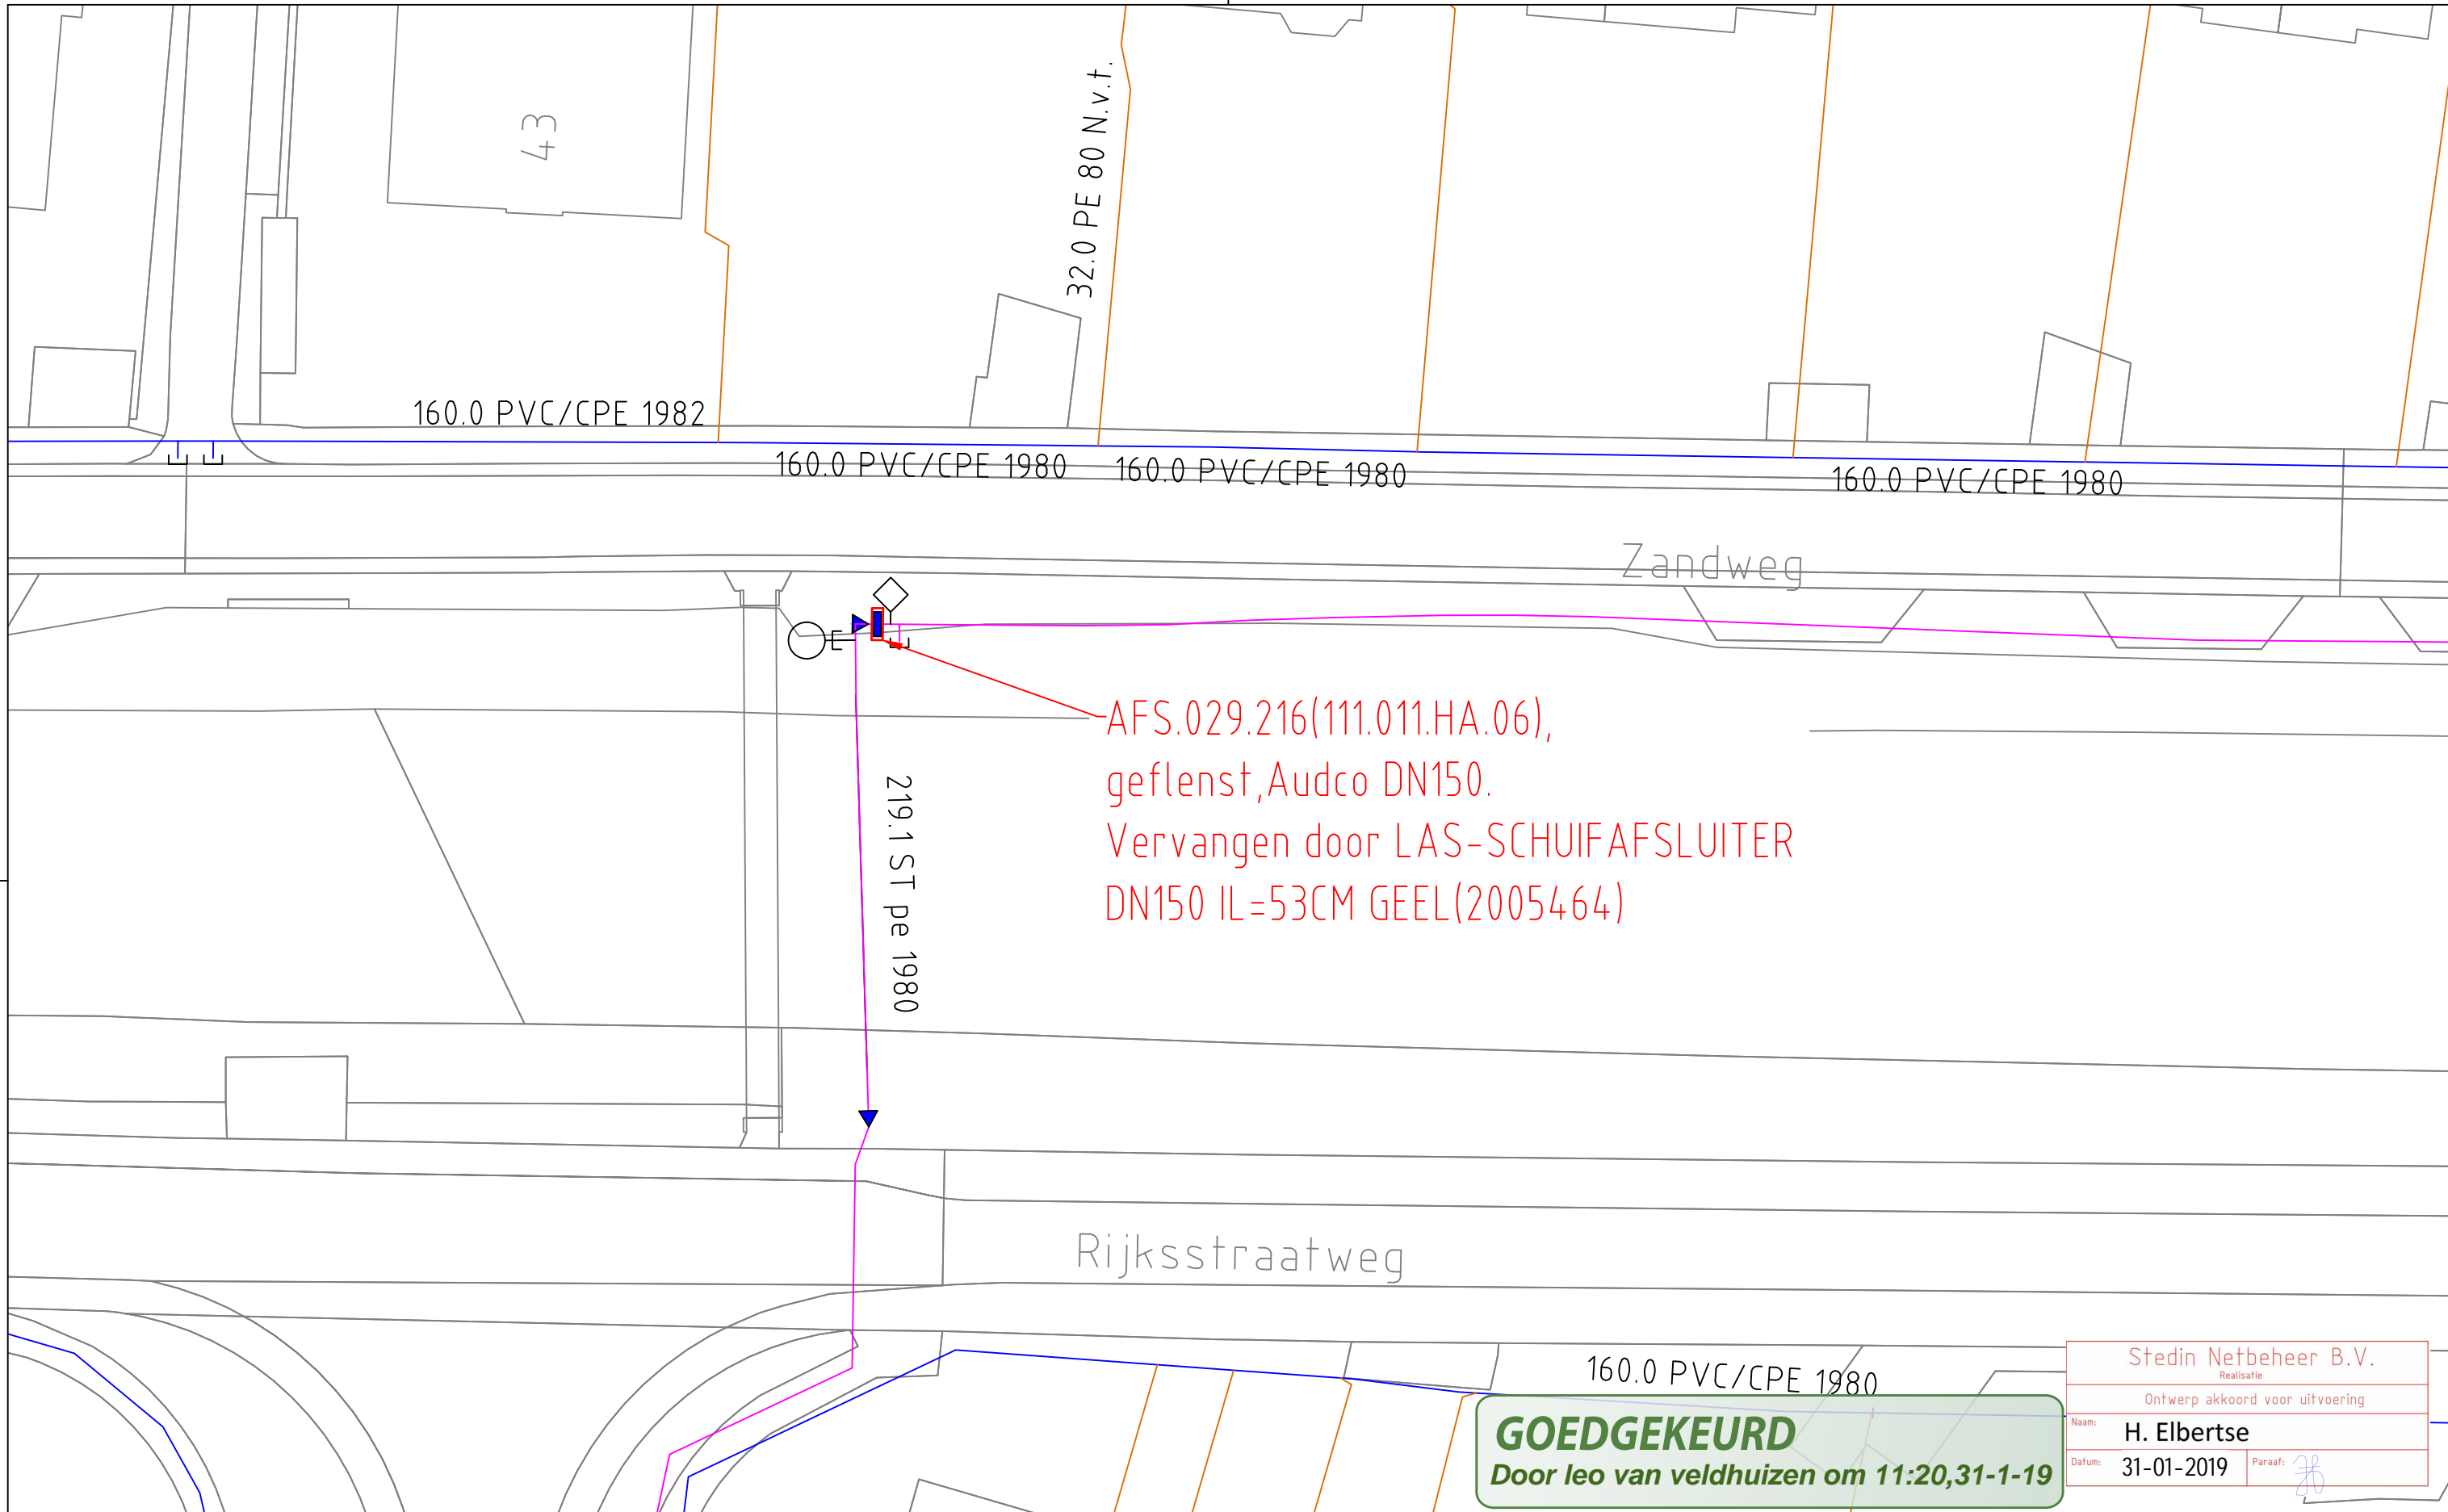 43
32.0 PE 80 N.v.t.
160.0 PVC/CPE 1982
160.0 PVC/CPE 1980
160.0 PVC/CPE 1980
160.0 PVC/CPE 1980
Zandweg
E
AFS.029.216(111.011.HA.06),
geflenst,Audco DN150.
Vervangen door LAS-SCHUIFAFSLUITER
DN150 IL=53CM GEEL(2005464)
219.1 ST pe 1980
Rijksstraatweg
160.0 PVC/CPE 1980
GOEDGEKEURD
Door leo van veldhuizen om 11:20,31-1-19
Stedin Netbeheer B.V.
Realisatie
Ontwerp akkoord voor uitvoering
Naam: H. Elbertse
Datum: 31-01-2019 Paraaf: